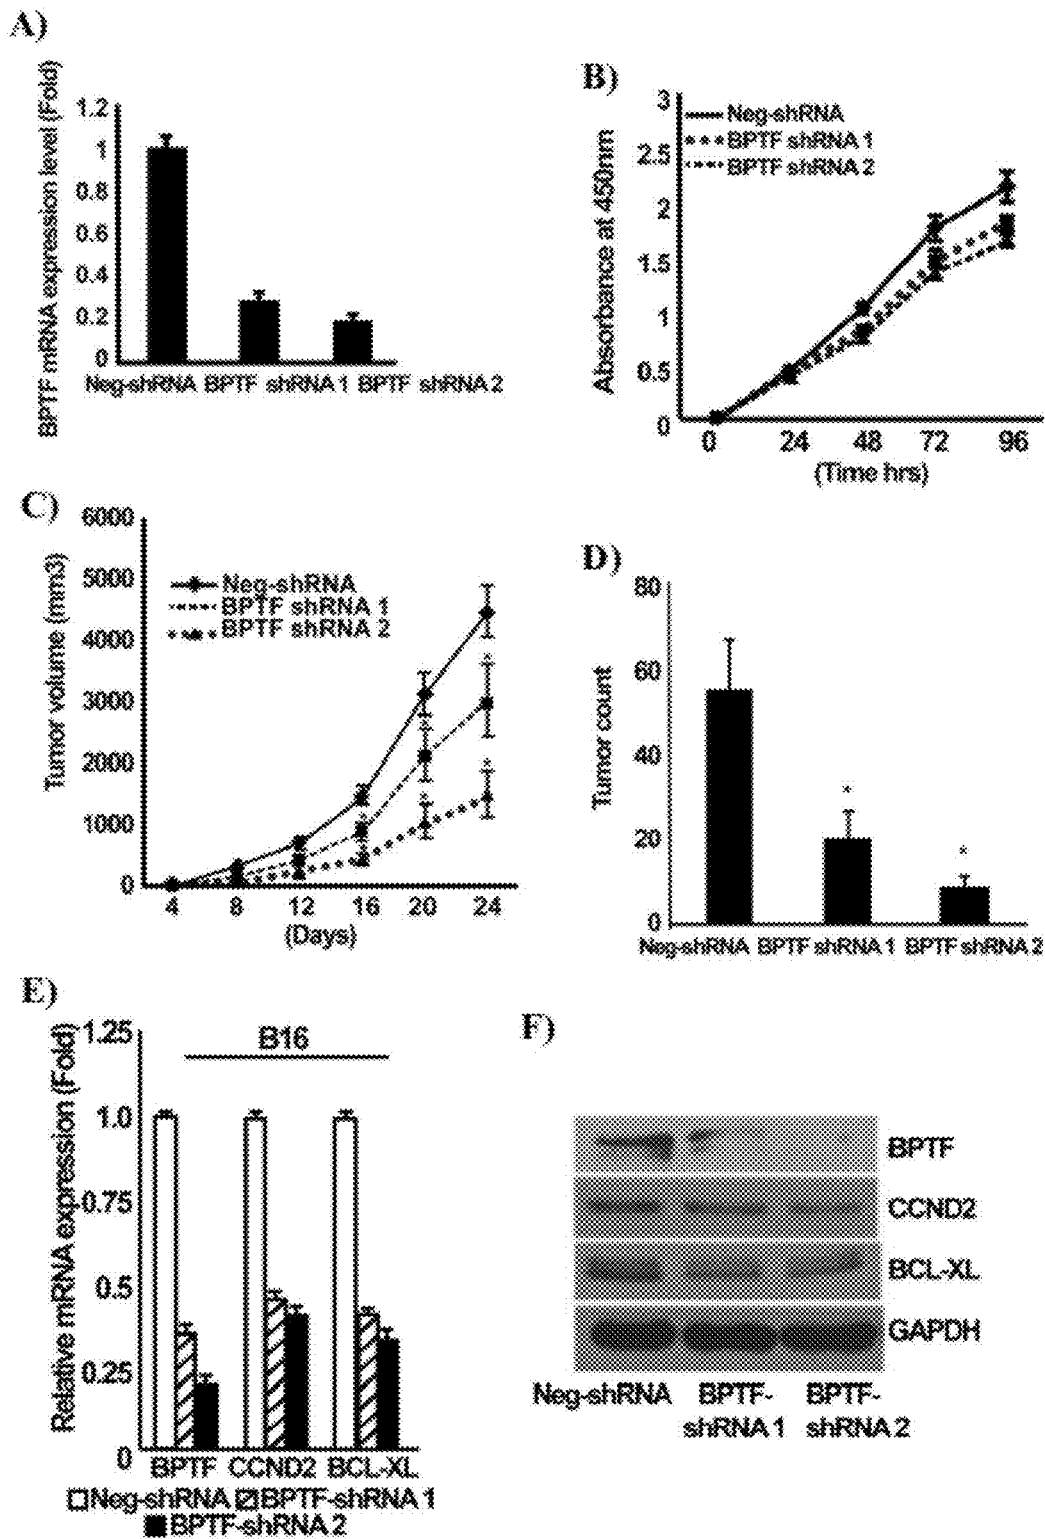 A)
BPTF mRNA expression level (Fold)
1.2
1
0.8
0.6
0.4
0.2
0
Neg-shRNA BPTF shRNA 1 BPTF shRNA 2
B)
Absorbance at 450nm
3
2.5
2
1.5
1
0.5
0
Neg-shRNA
BPTF shRNA 1
BPTF shRNA 2
0 24 48 72 96
(Time hrs)
C)
Tumor volume (mm3)
6000
5000
4000
3000
2000
1000
0
Neg-shRNA
BPTF shRNA 1
BPTF shRNA 2
* * * * * *
4 8 12 16 20 24
(Days)
D)
Tumor count
80
60
40
20
0
*
*
Neg-shRNA BPTF shRNA 1 BPTF shRNA 2
E)
Relative mRNA expression (Fold)
1.25
1.0
0.75
0.5
0.25
0
B16
BPTF CCND2 BCL-XL
Neg-shRNA BPTF-shRNA 1
BPTF-shRNA 2
F)
BPTF
CCND2
BCL-XL
GAPDH
Neg-shRNA BPTF- BPTF-
shRNA 1 shRNA 2